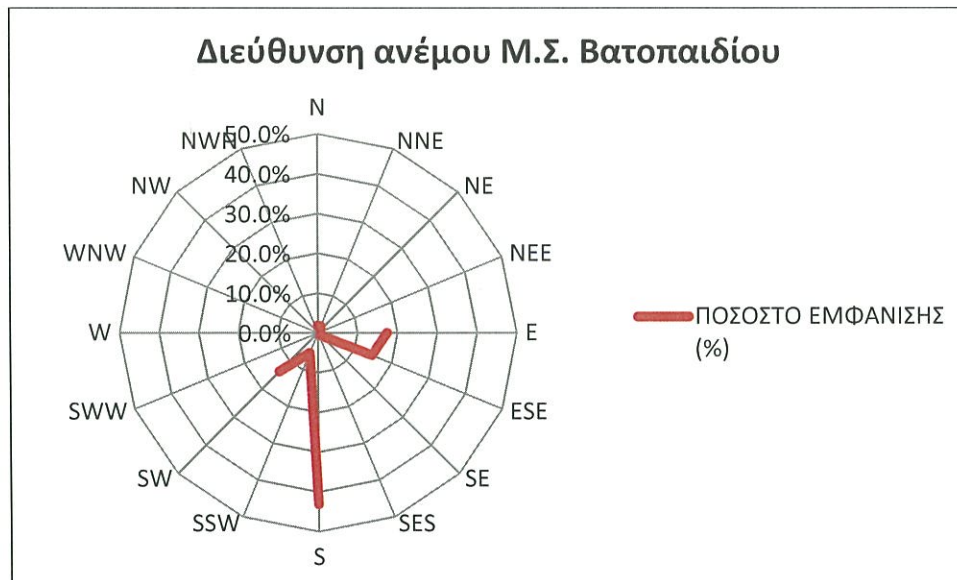 Διεύθυνση ανέμου Μ.Σ. Βατοπαιδίου
N
NNE
NE
NEE
E
ESE
SE
SES
S
SSW
SW
SWW
W
WNW
NW
NWN
50.0%
40.0%
30.0%
20.0%
10.0%
0.0%
ΠΟΣΟΣΤΟ ΕΜΦΑΝΙΣΗΣ
(%)